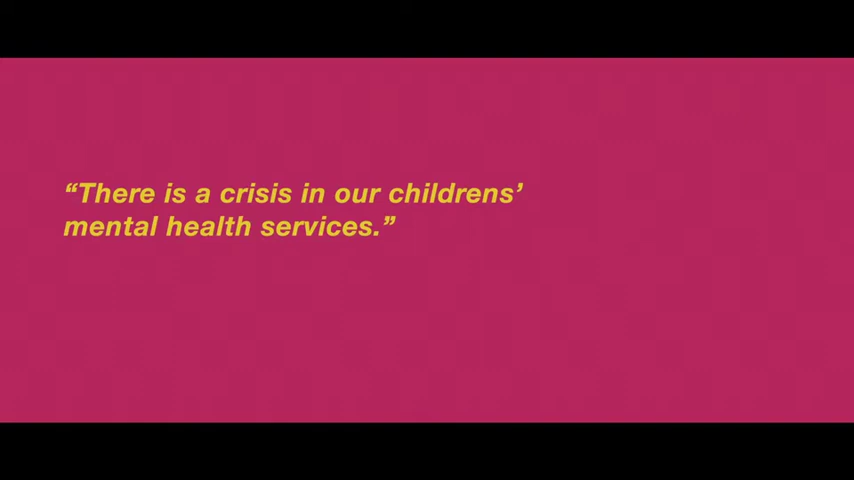 “There is a crisis in our childrens’
mental health services.”